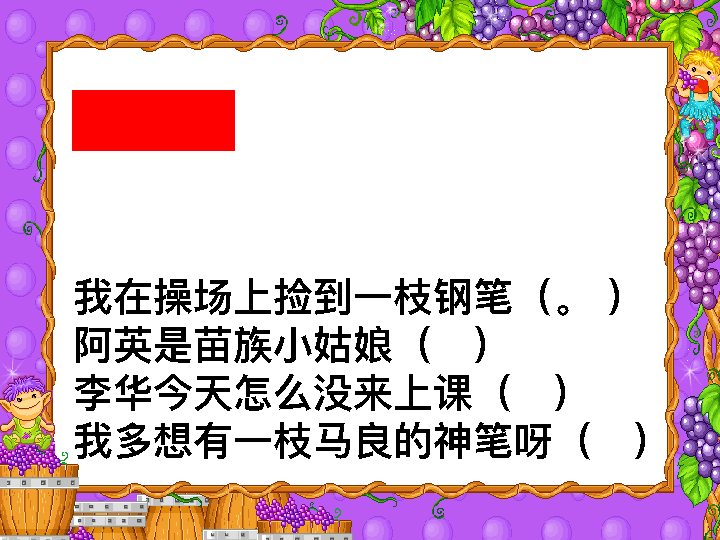 我在操场上捡到一枝钢笔（。 ）
阿英是苗族小姑娘（   ）
李华今天怎么没来上课（   ）
我多想有一枝马良的神笔呀（   ）